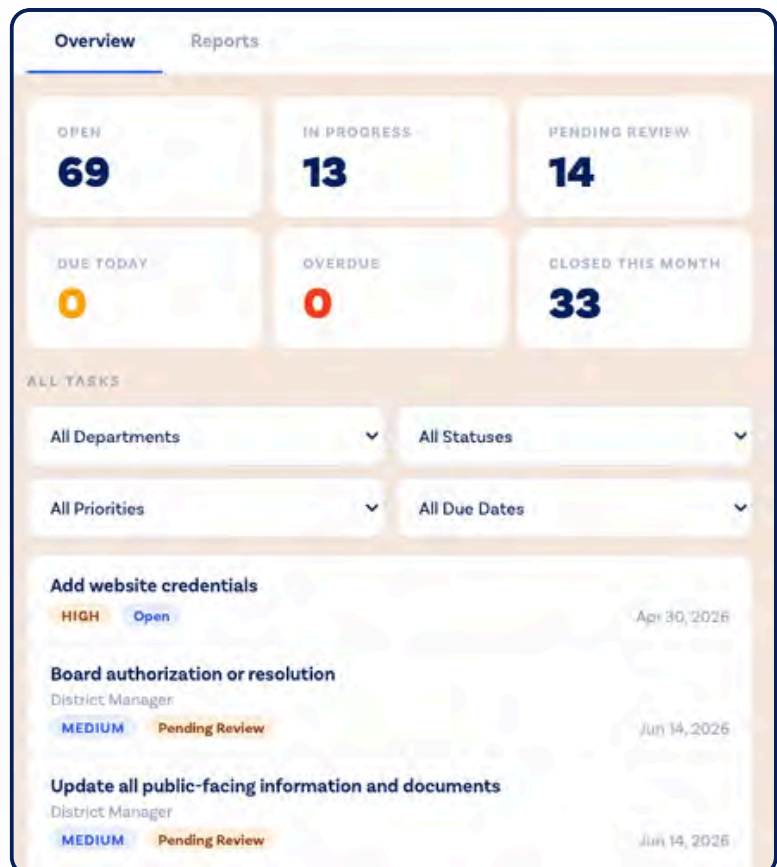 Overview Reports
OPEN IN PROGRESS PENDING REVIEW
69 13 14
DUE TODAY OVERDUE CLOSED THIS MONTH
0 0 33
ALL TASKS
All Departments All Statuses
All Priorities All Due Dates
Add website credentials
HIGH Open Apr 30, 2026
Board authorization or resolution
District Manager
MEDIUM Pending Review Jun 14, 2026
Update all public-facing information and documents
District Manager
MEDIUM Pending Review Jun 14, 2026